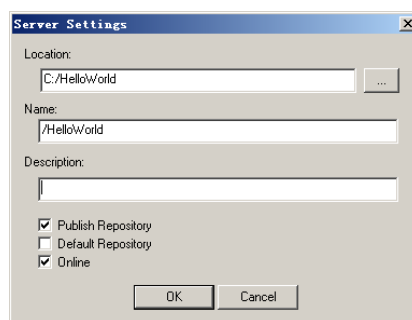 Server Settings
Location:
C:/HelloWorld
...
Name:
/HelloWorld
Description:
Publish Repository
Default Repository
Online
OK
Cancel